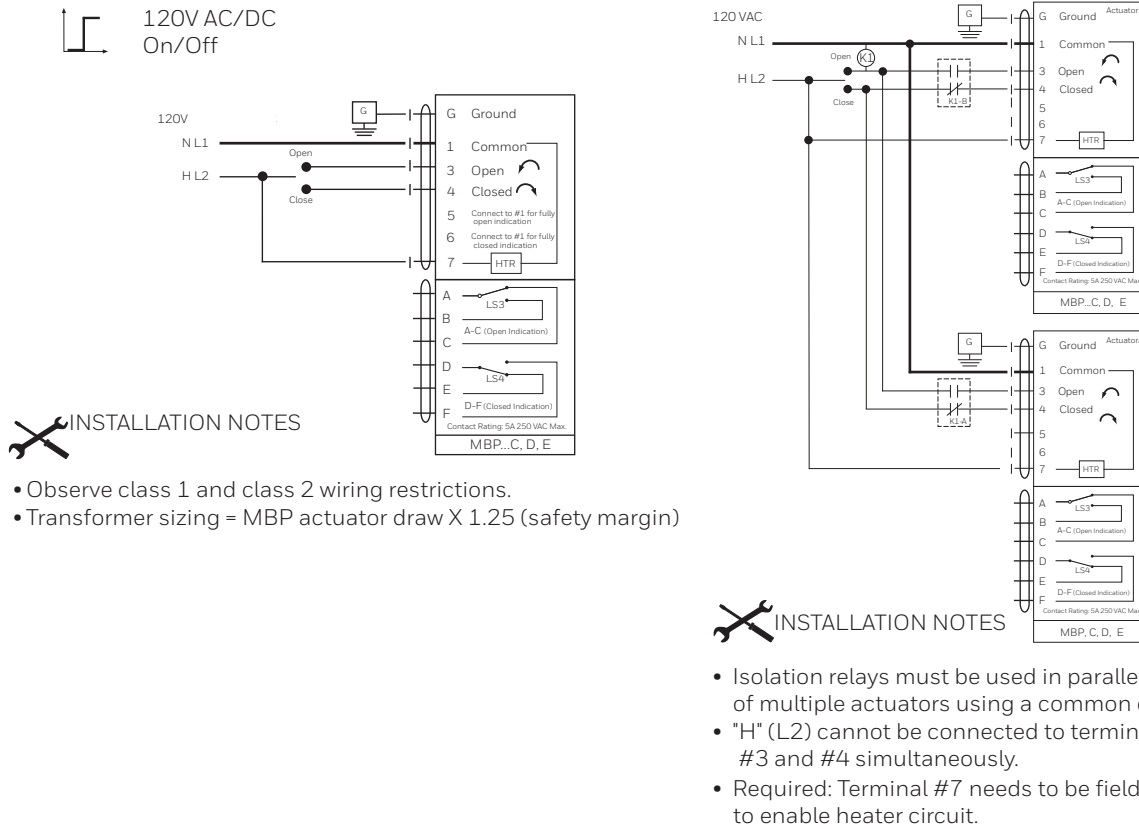 120V AC/DC
On/Off
120V
N L1
H L2
Open
Close
G
G Ground
1 Common
3 Open
4 Closed
5 Connect to #1 for fully
open indication
6 Connect to #1 for fully
closed indication
7 HTR
A
LS3
B
A-C (Open Indication)
C
D
LS4
E
D-F (Closed Indication)
F
Contact Rating: 5A 250 VAC Max.
MBP...C, D, E
INSTALLATION NOTES
• Observe class 1 and class 2 wiring restrictions.
• Transformer sizing = MBP actuator draw X 1.25 (safety margin)
120 VAC
N L1
H L2
Open
K1
Close
K1-B
G
G Ground Actuator
1 Common
3 Open
4 Closed
5
6
7 HTR
A
LS3
B
A-C (Open Indication)
C
D
LS4
E
D-F (Closed Indication)
F
Contact Rating: 5A 250 VAC Max
MBP...C, D, E
G
G Ground Actuator
1 Common
3 Open
4 Closed
K1-A
5
6
7 HTR
A
LS3
B
A-C (Open Indication)
C
D
LS4
E
D-F (Closed Indication)
F
Contact Rating: 5A 250 VAC Max
MBP, C, D, E
INSTALLATION NOTES
• Isolation relays must be used in paralle
of multiple actuators using a common
• "H" (L2) cannot be connected to termin
#3 and #4 simultaneously.
• Required: Terminal #7 needs to be field
to enable heater circuit.